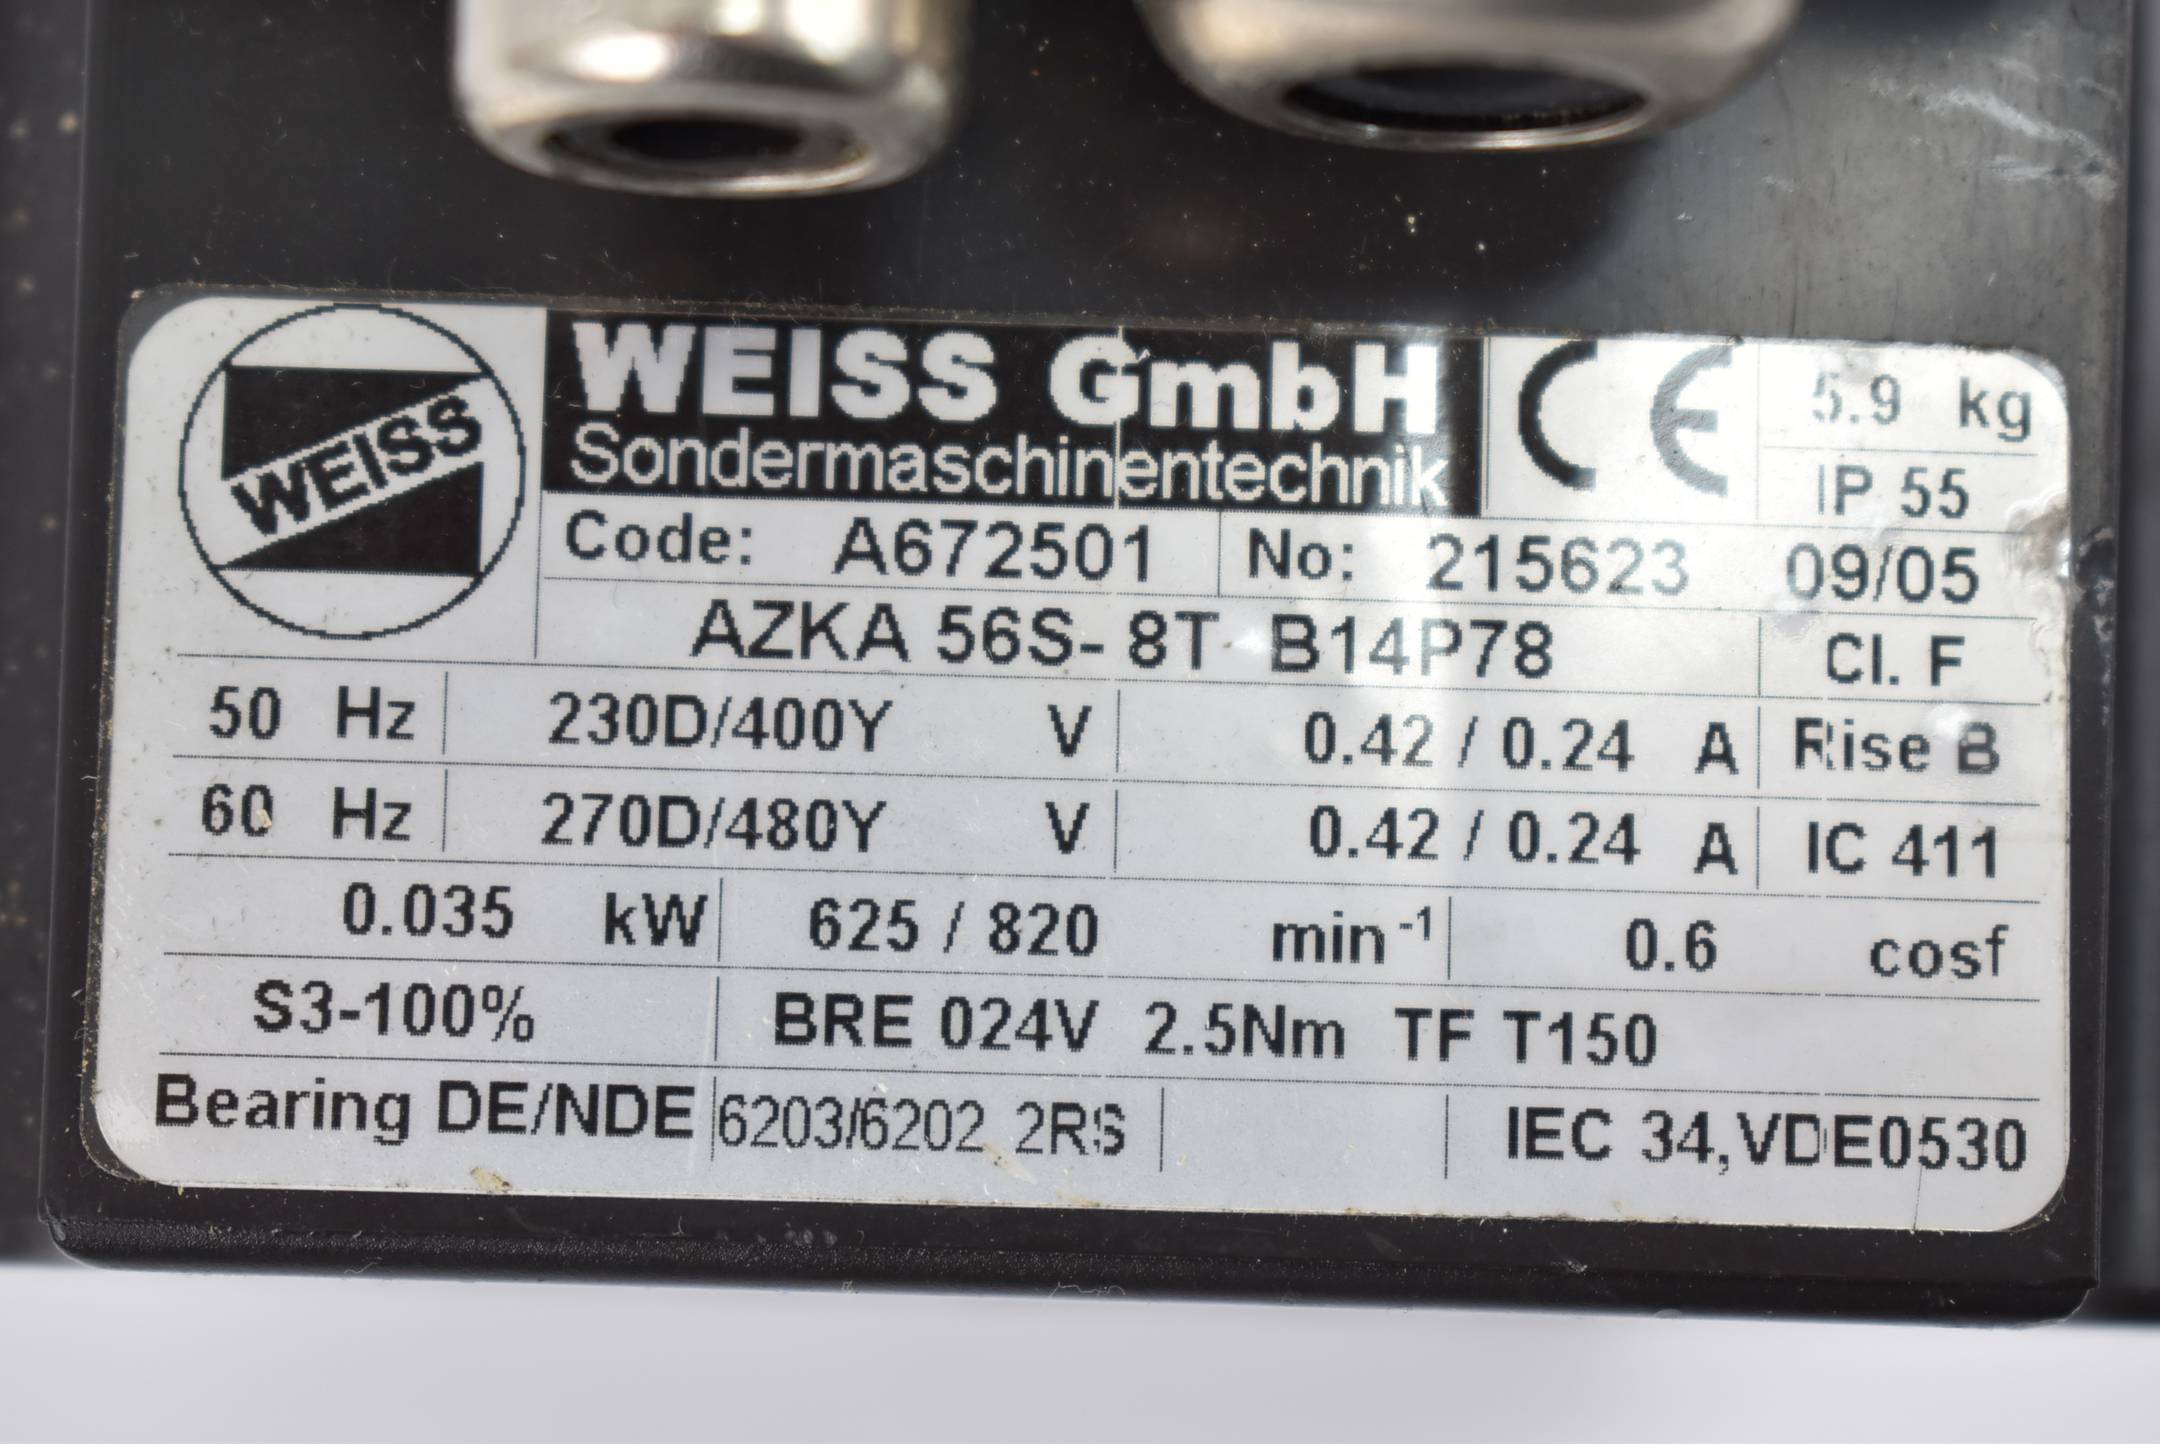 WEISS
WEISS GmbH
Sondermaschinentechnik
CE
5.9 kg
IP 55
Code: A672501 No: 215623 09/05
AZKA 56S- 8T B14P78 Cl. F
50 Hz 230D/400Y V 0.42 / 0.24 A Rise B
60 Hz 270D/480Y V 0.42 / 0.24 A IC 411
0.035 kW 625 / 820 min⁻¹ 0.6 cosf
S3-100% BRE 024V 2.5Nm TF T150
Bearing DE/NDE 6203/6202 2RS IEC 34,VDE0530